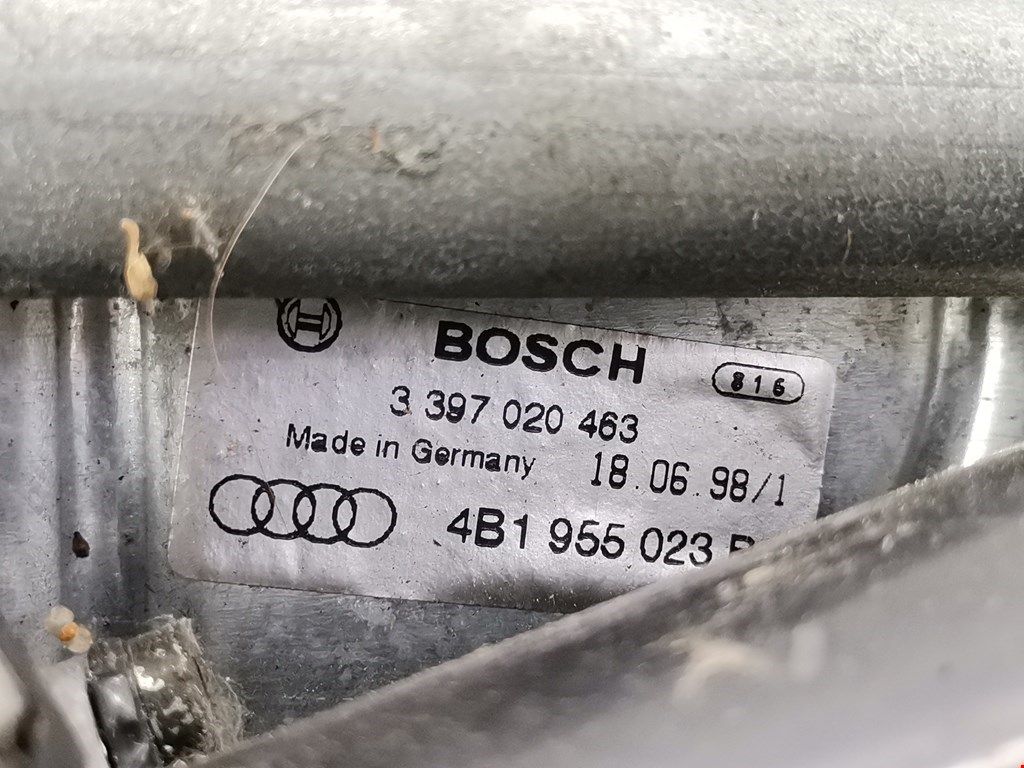 BOSCH
816
3 397 020 463
Made in Germany 18.06.98/1
4B1 955 023